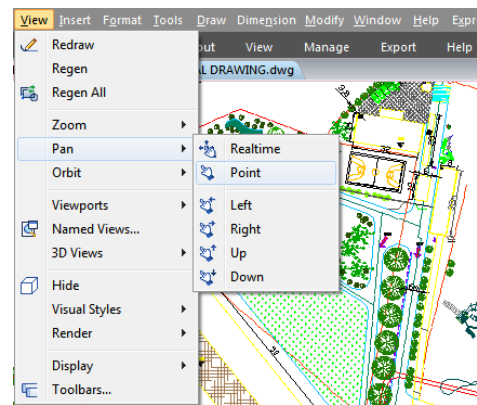 View Insert Format Tools Draw Dimension Modify Window Help Expr
out View Manage Export Help
AL DRAWING.dwg
Redraw
Regen
Regen All
Zoom
Pan
Orbit
Viewports
Named Views...
3D Views
Hide
Visual Styles
Render
Display
Toolbars...
Realtime
Point
Left
Right
Up
Down